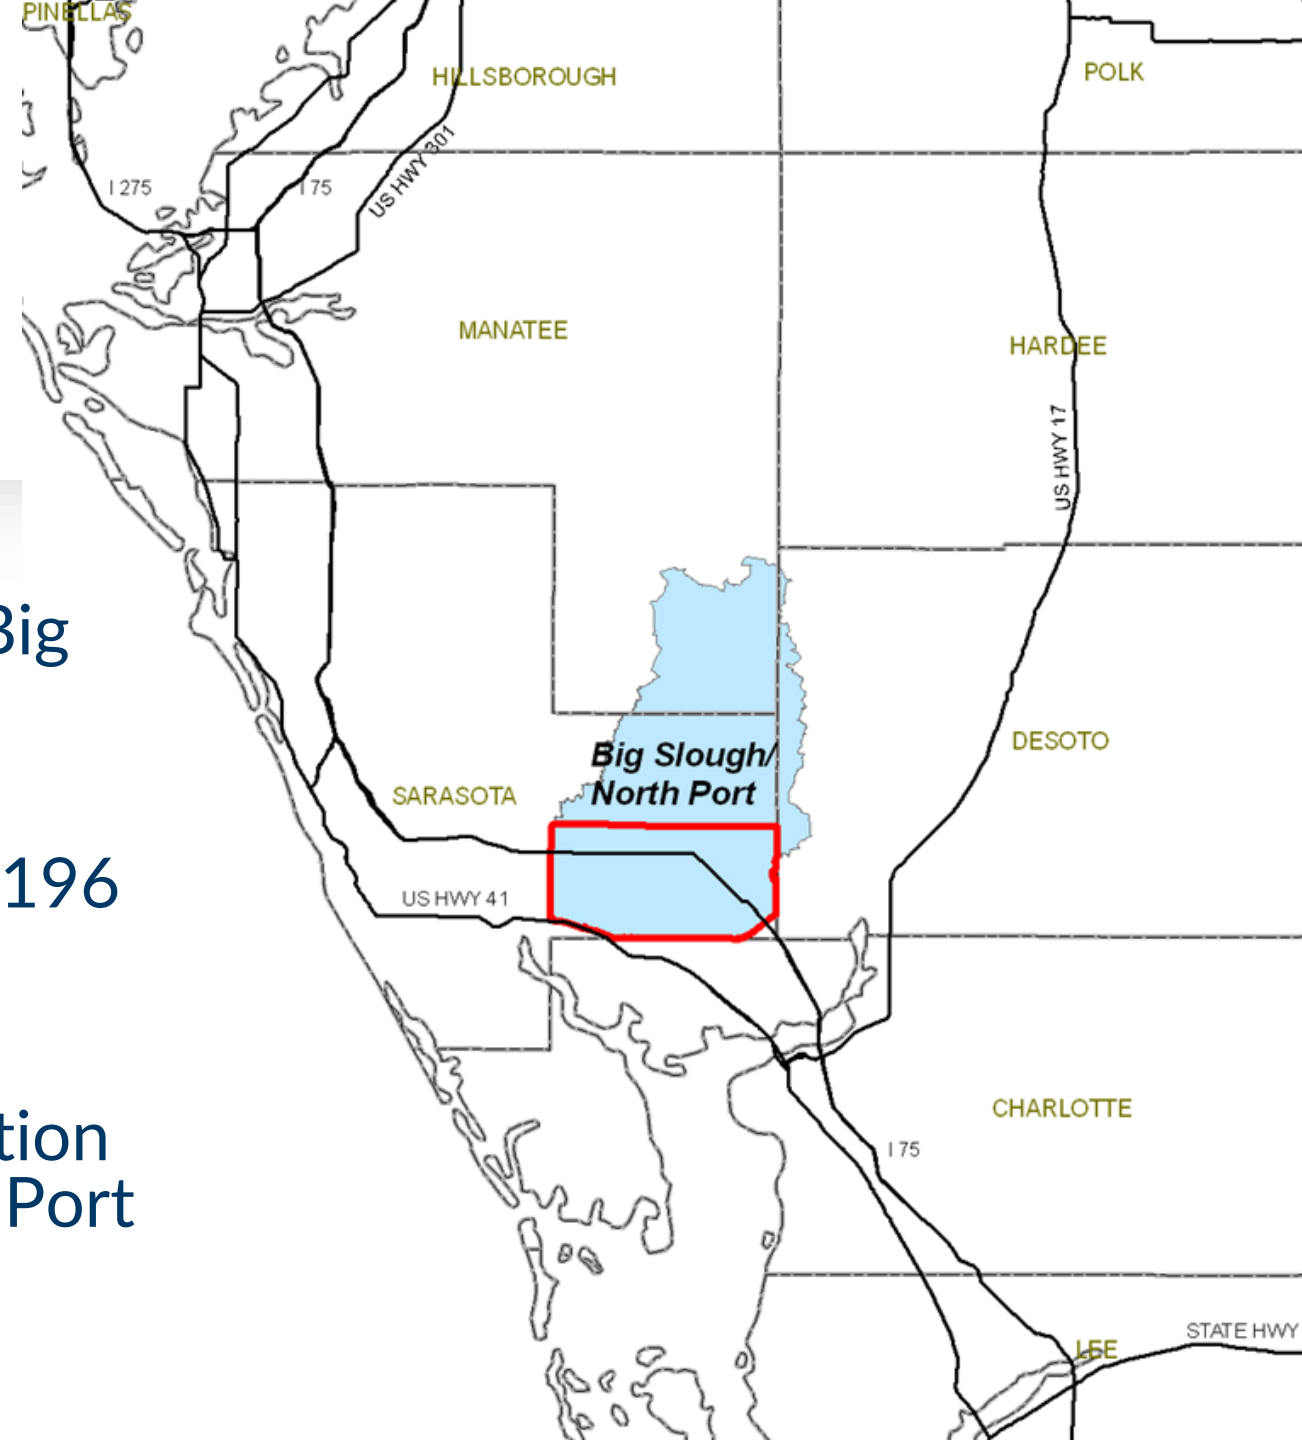 PINELLAS
HILLSBOROUGH
POLK
US HWY 301
I 275
I 75
MANATEE
HARDEE
US HWY 17
Big
Big Slough/
North Port
DESOTO
SARASOTA
196
US HWY 41
CHARLOTTE
tion
I 75
Port
STATE HWY
LEE